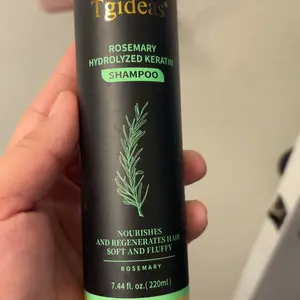 Tgideas
ROSEMARY
HYDROLYZED KERATIN
SHAMPOO
NOURISHES
AND REGENERATES HAIR
SOFT AND FLUFFY
ROSEMARY
7.44 fl. oz.( 220ml)